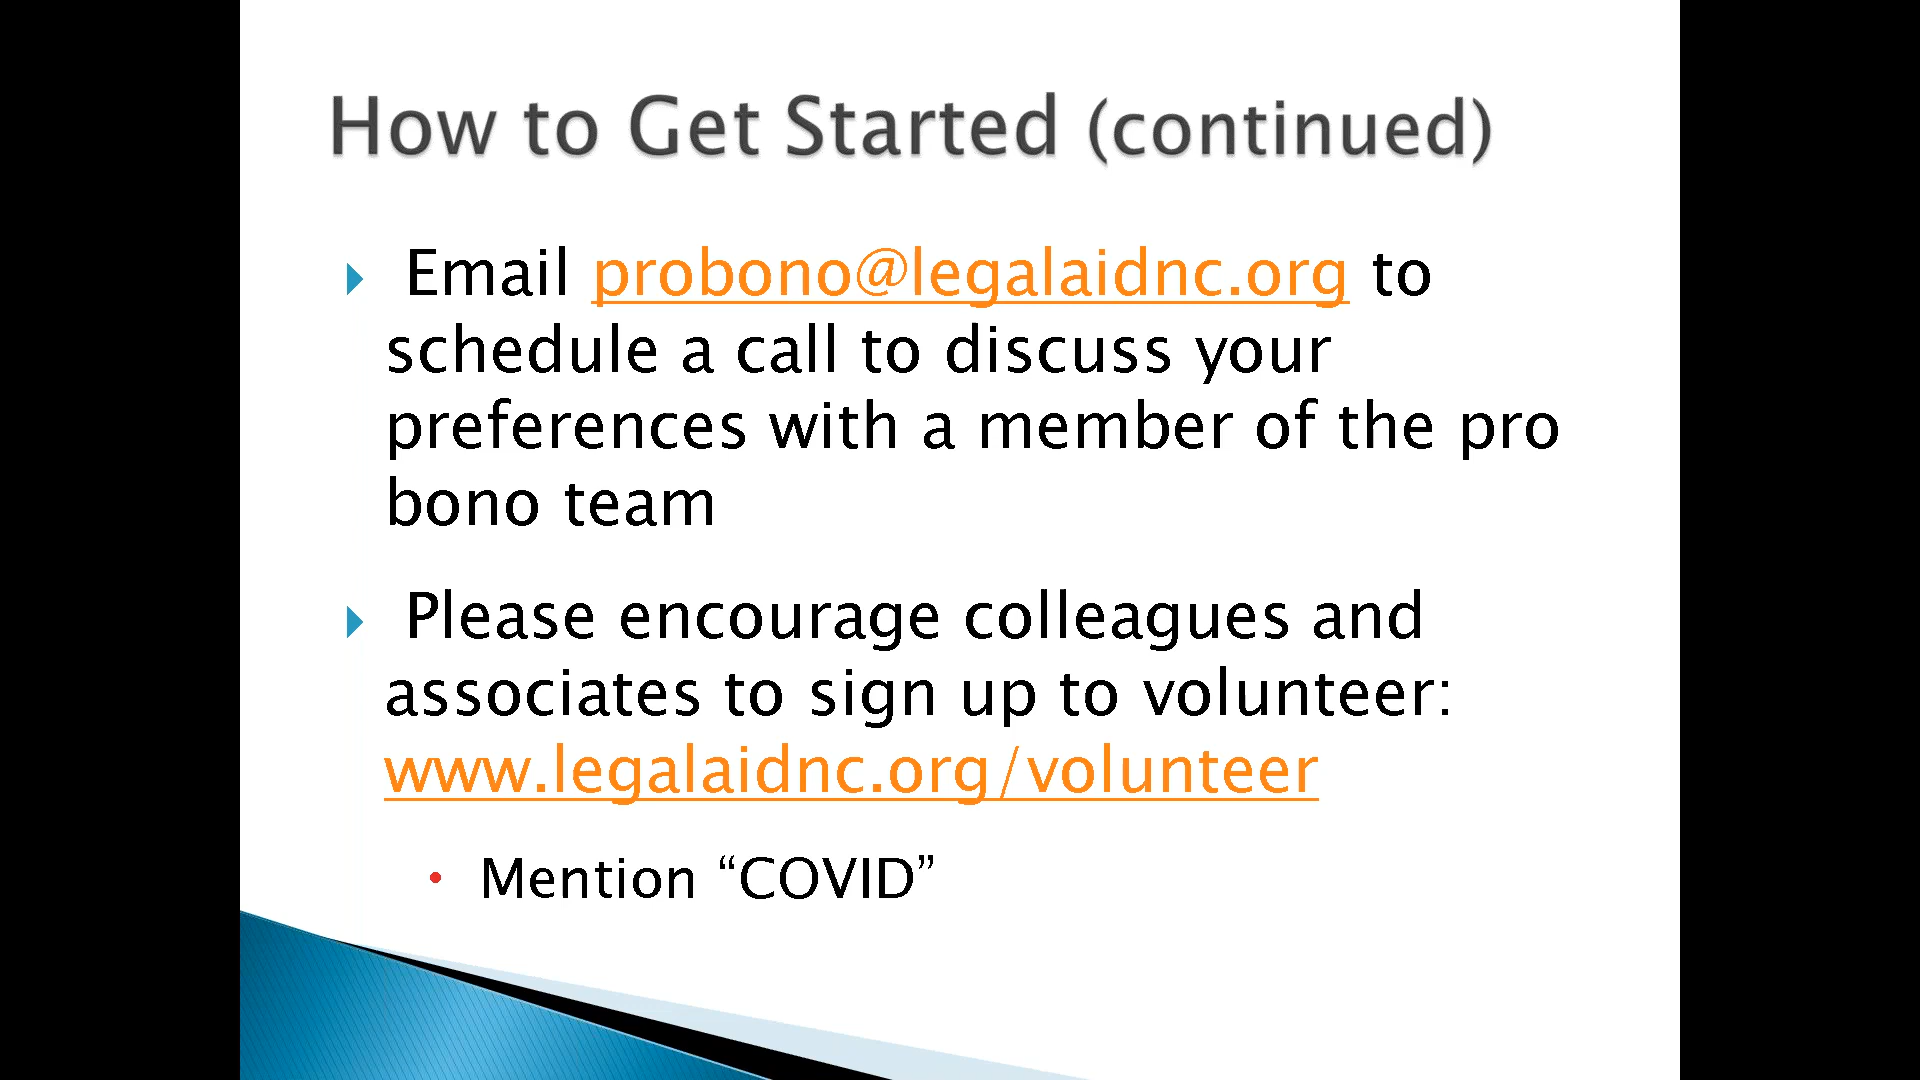 How to Get Started (continued)
Email probono@legalaidnc.org to
schedule a call to discuss your
preferences with a member of the pro
bono team
Please encourage colleagues and
associates to sign up to volunteer:
www.legalaidnc.org/volunteer
Mention “COVID”